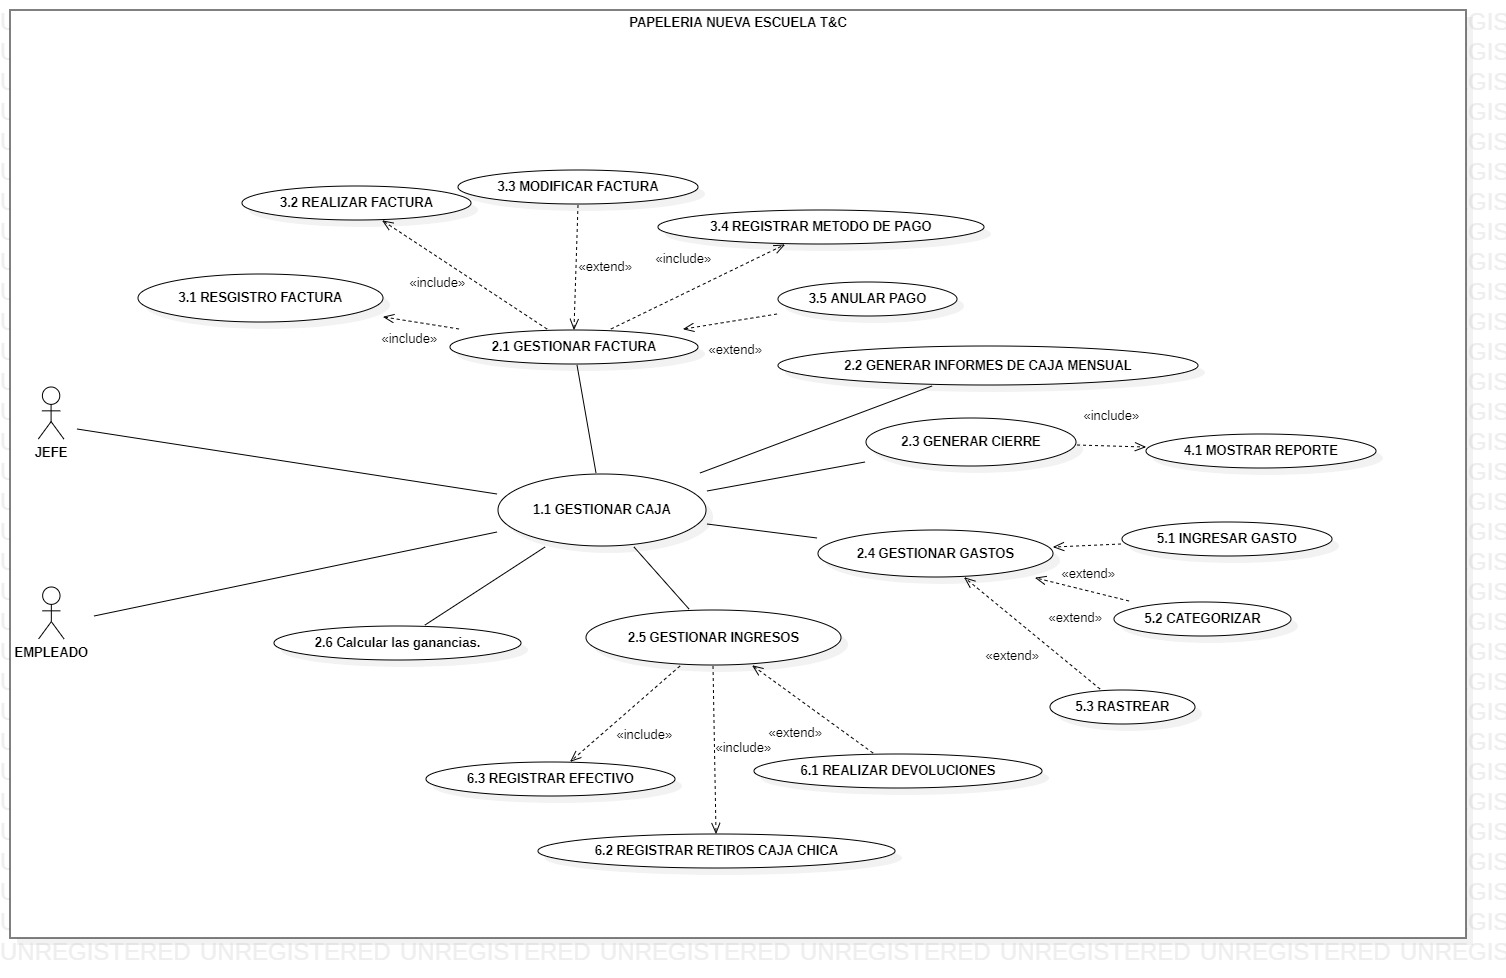 PAPELERIA NUEVA ESCUELA T&C
3.3 MODIFICAR FACTURA
3.2 REALIZAR FACTURA
3.4 REGISTRAR METODO DE PAGO
«include»
«extend»
«include»
3.1 RESGISTRO FACTURA
3.5 ANULAR PAGO
«include»
2.1 GESTIONAR FACTURA
«extend»
2.2 GENERAR INFORMES DE CAJA MENSUAL
«include»
2.3 GENERAR CIERRE
4.1 MOSTRAR REPORTE
JEFE
1.1 GESTIONAR CAJA
2.4 GESTIONAR GASTOS
5.1 INGRESAR GASTO
«extend»
5.2 CATEGORIZAR
«extend»
EMPLEADO
2.6 Calcular las ganancias.
2.5 GESTIONAR INGRESOS
«extend»
5.3 RASTREAR
«include»
«include»
«extend»
6.3 REGISTRAR EFECTIVO
6.1 REALIZAR DEVOLUCIONES
6.2 REGISTRAR RETIROS CAJA CHICA
UNREGISTERED UNREGISTERED UNREGISTERED UNREGISTERED UNREGISTERED UNREGISTERED UNREGISTERED UNREGIS